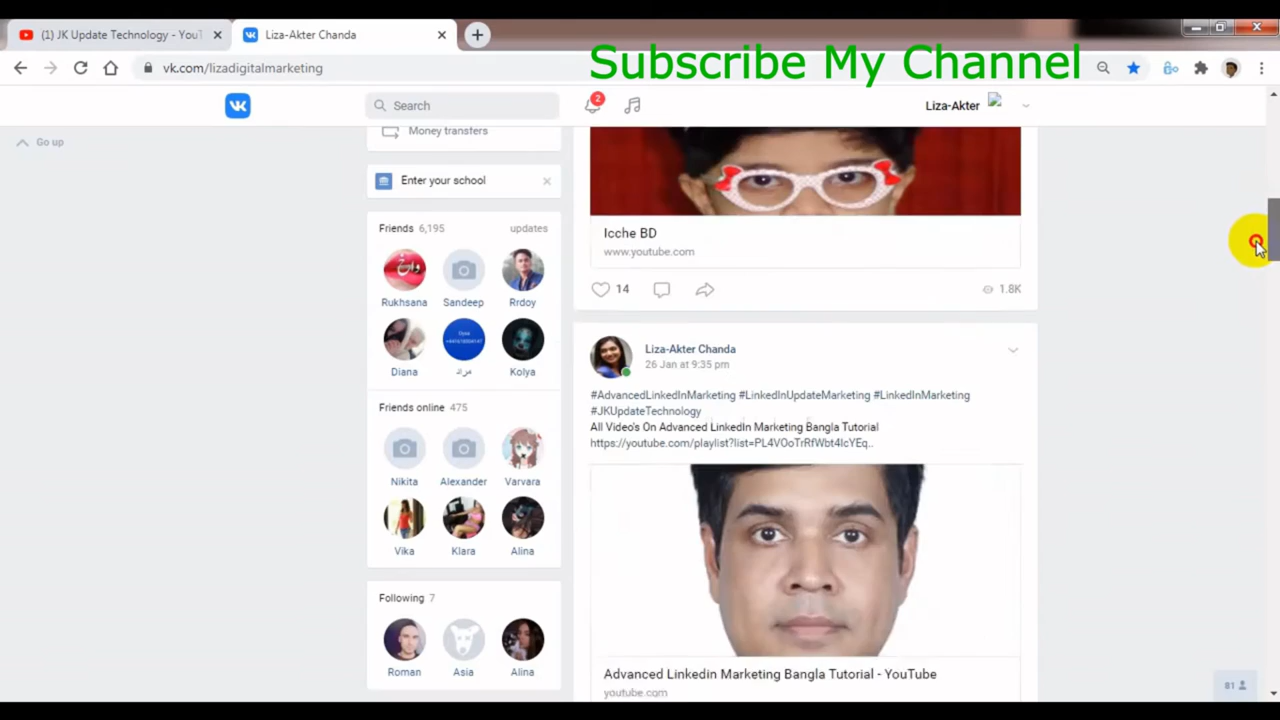 (1) JK Update Technology - YouT
Liza-Akter Chanda
Subscribe My Channel
vk.com/lizadigitalmarketing
Search
2
Liza-Akter
Go up
Money transfers
Enter your school
Friends 6,195 updates
Rukhsana Sandeep Rrdoy
Diana مراد Kolya
Friends online 475
Nikita Alexander Varvara
Vika Klara Alina
Following 7
Roman Asia Alina
Icche BD
www.youtube.com
14
1.8K
Liza-Akter Chanda
26 Jan at 9:35 pm
#AdvancedLinkedInMarketing #LinkedInUpdateMarketing #LinkedInMarketing
#JKUpdateTechnology
All Video's On Advanced LinkedIn Marketing Bangla Tutorial
https://youtube.com/playlist?list=PL4VOoTrRfWbt4IcYEq..
Advanced Linkedin Marketing Bangla Tutorial - YouTube
youtube.com
81